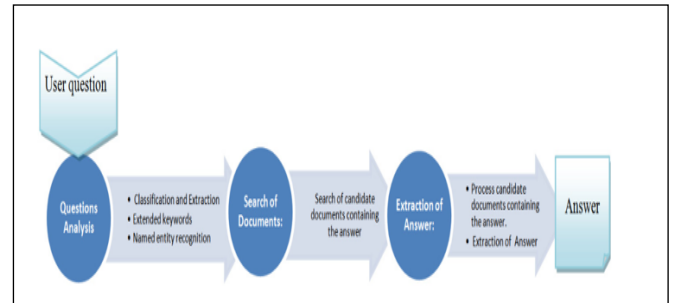 User question
Questions
Analysis
• Classification and Extraction
• Extended keywords
• Named entity recognition
Search of
Documents:
Search of candidate
documents containing
the answer
Extraction of
Answer:
• Process candidate
documents containing
the answer.
• Extraction of Answer
Answer